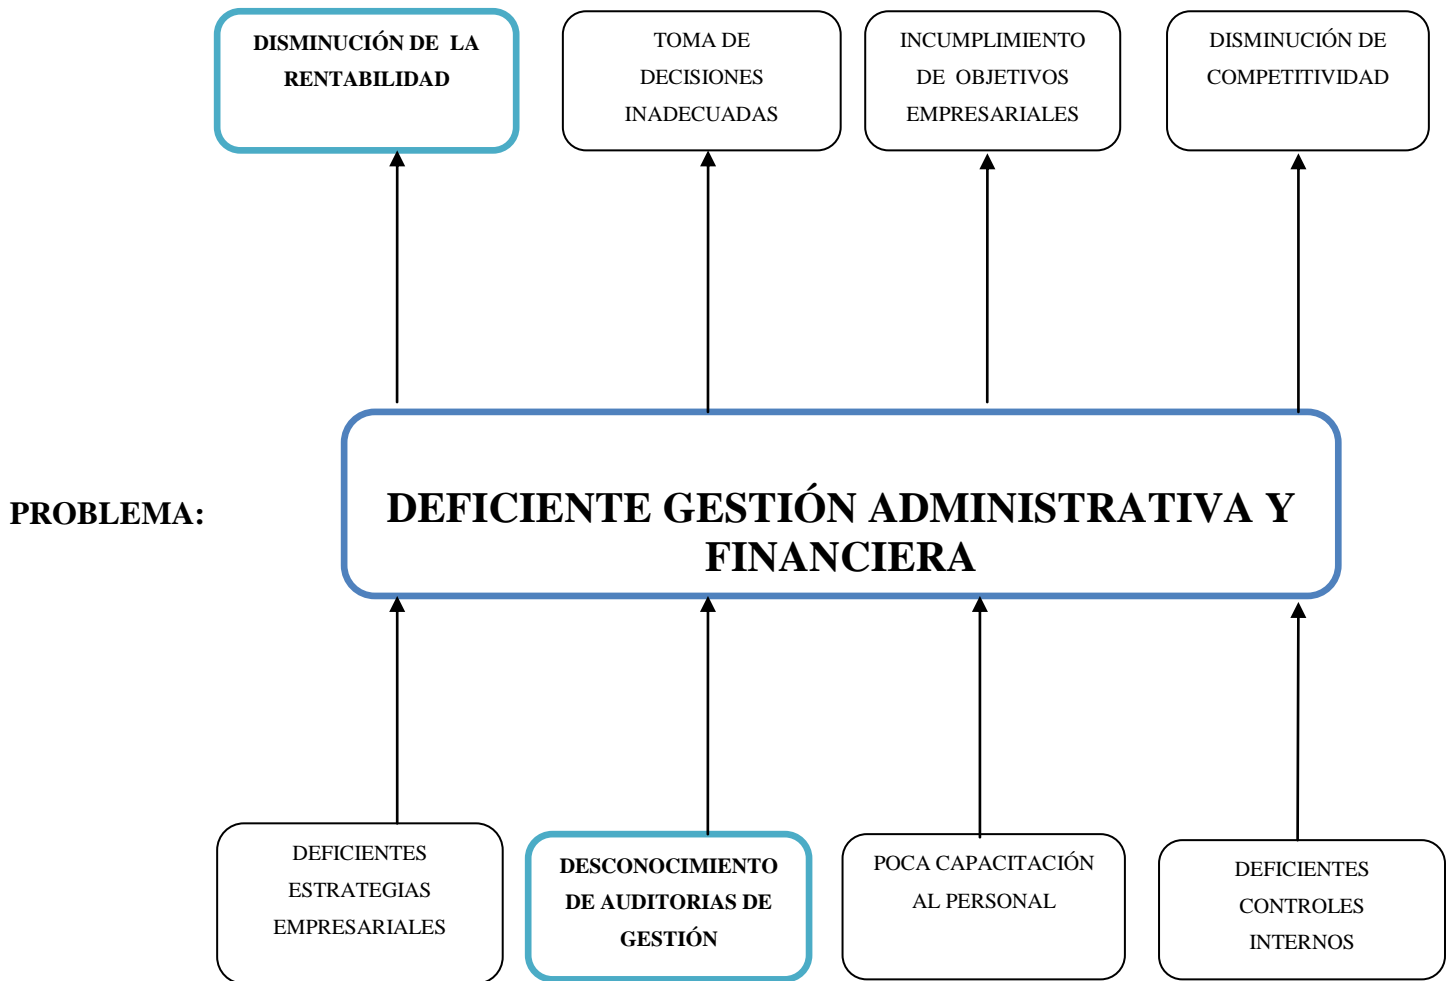 DISMINUCIÓN DE LA
RENTABILIDAD
TOMA DE
DECISIONES
INADECUADAS
INCUMPLIMIENTO
DE OBJETIVOS
EMPRESARIALES
DISMINUCIÓN DE
COMPETITIVIDAD
PROBLEMA:
DEFICIENTE GESTIÓN ADMINISTRATIVA Y
FINANCIERA
DEFICIENTES
ESTRATEGIAS
EMPRESARIALES
DESCONOCIMIENTO
DE AUDITORIAS DE
GESTIÓN
POCA CAPACITACIÓN
AL PERSONAL
DEFICIENTES
CONTROLES
INTERNOS